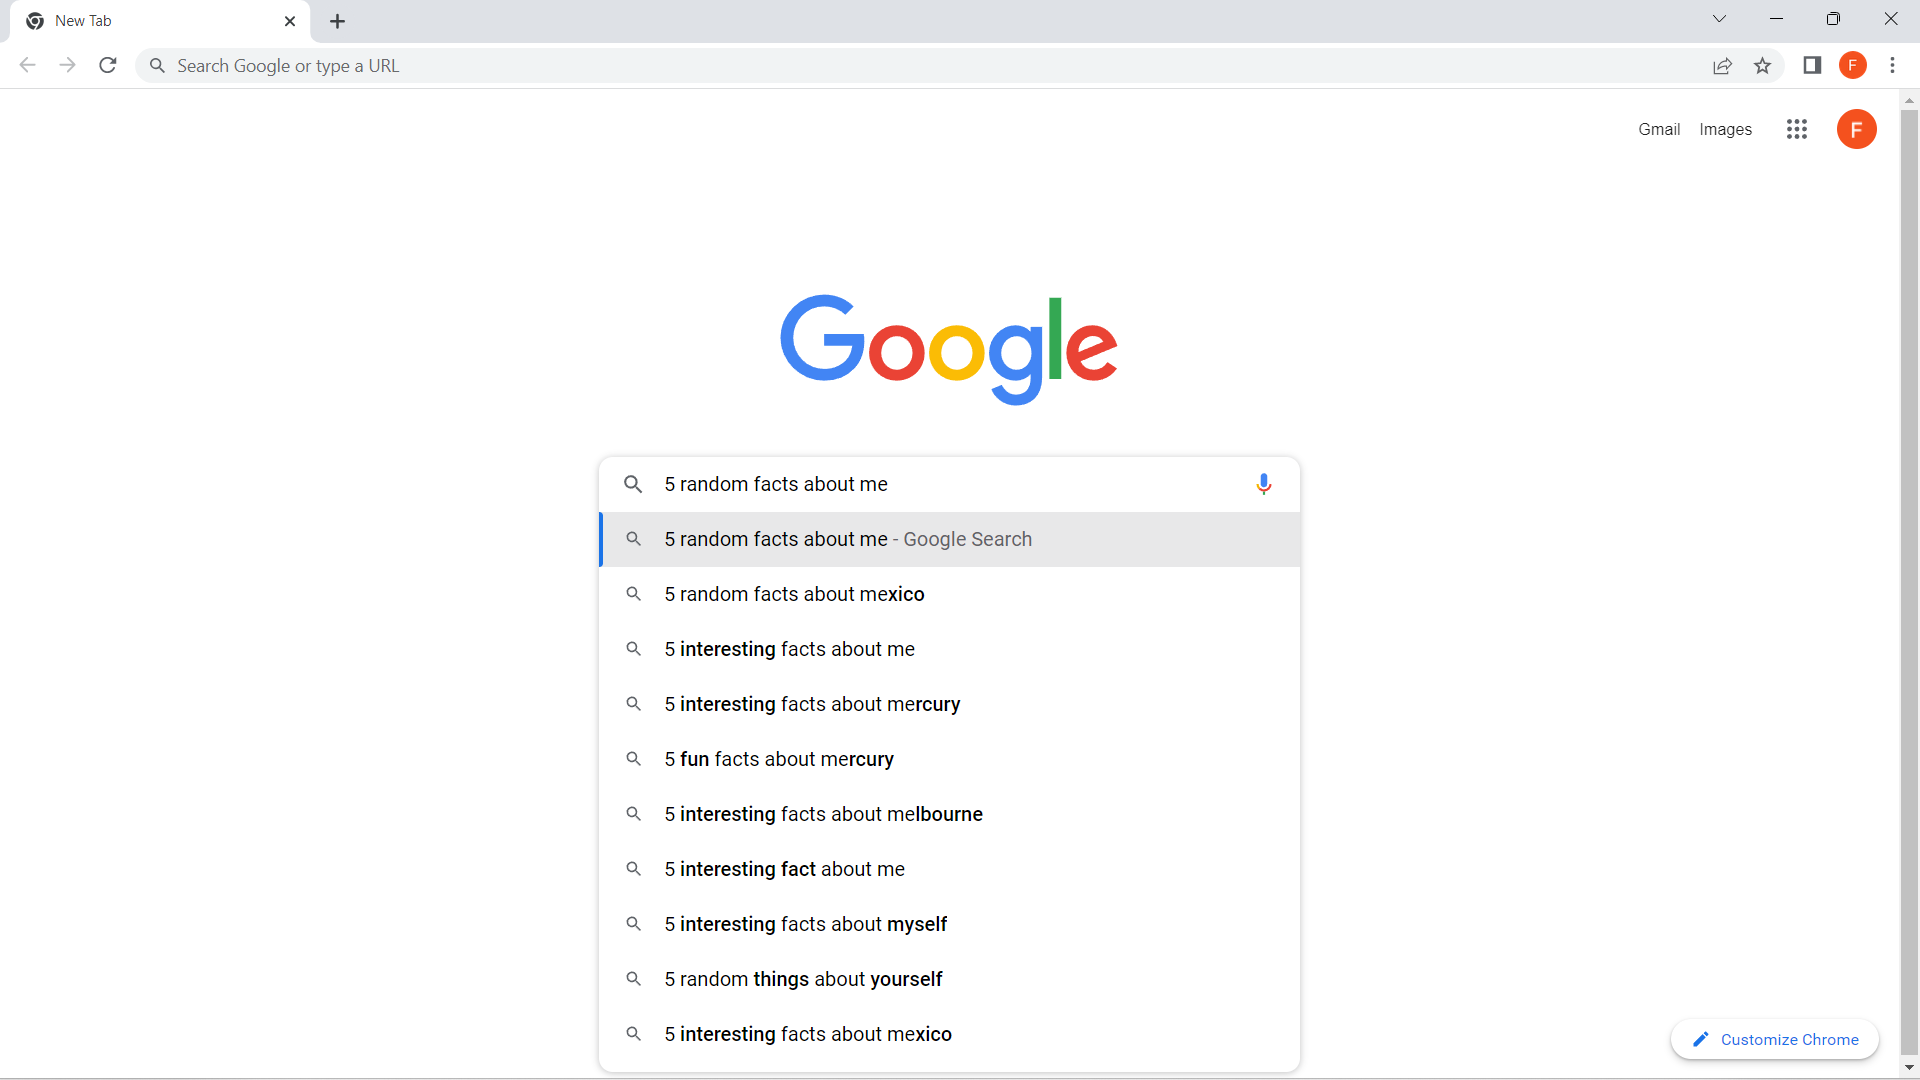 New Tab
Search Google or type a URL
F
Gmail Images
F
Google
5 random facts about me
5 random facts about me - Google Search
5 random facts about mexico
5 interesting facts about me
5 interesting facts about mercury
5 fun facts about mercury
5 interesting facts about melbourne
5 interesting fact about me
5 interesting facts about myself
5 random things about yourself
5 interesting facts about mexico
Customize Chrome